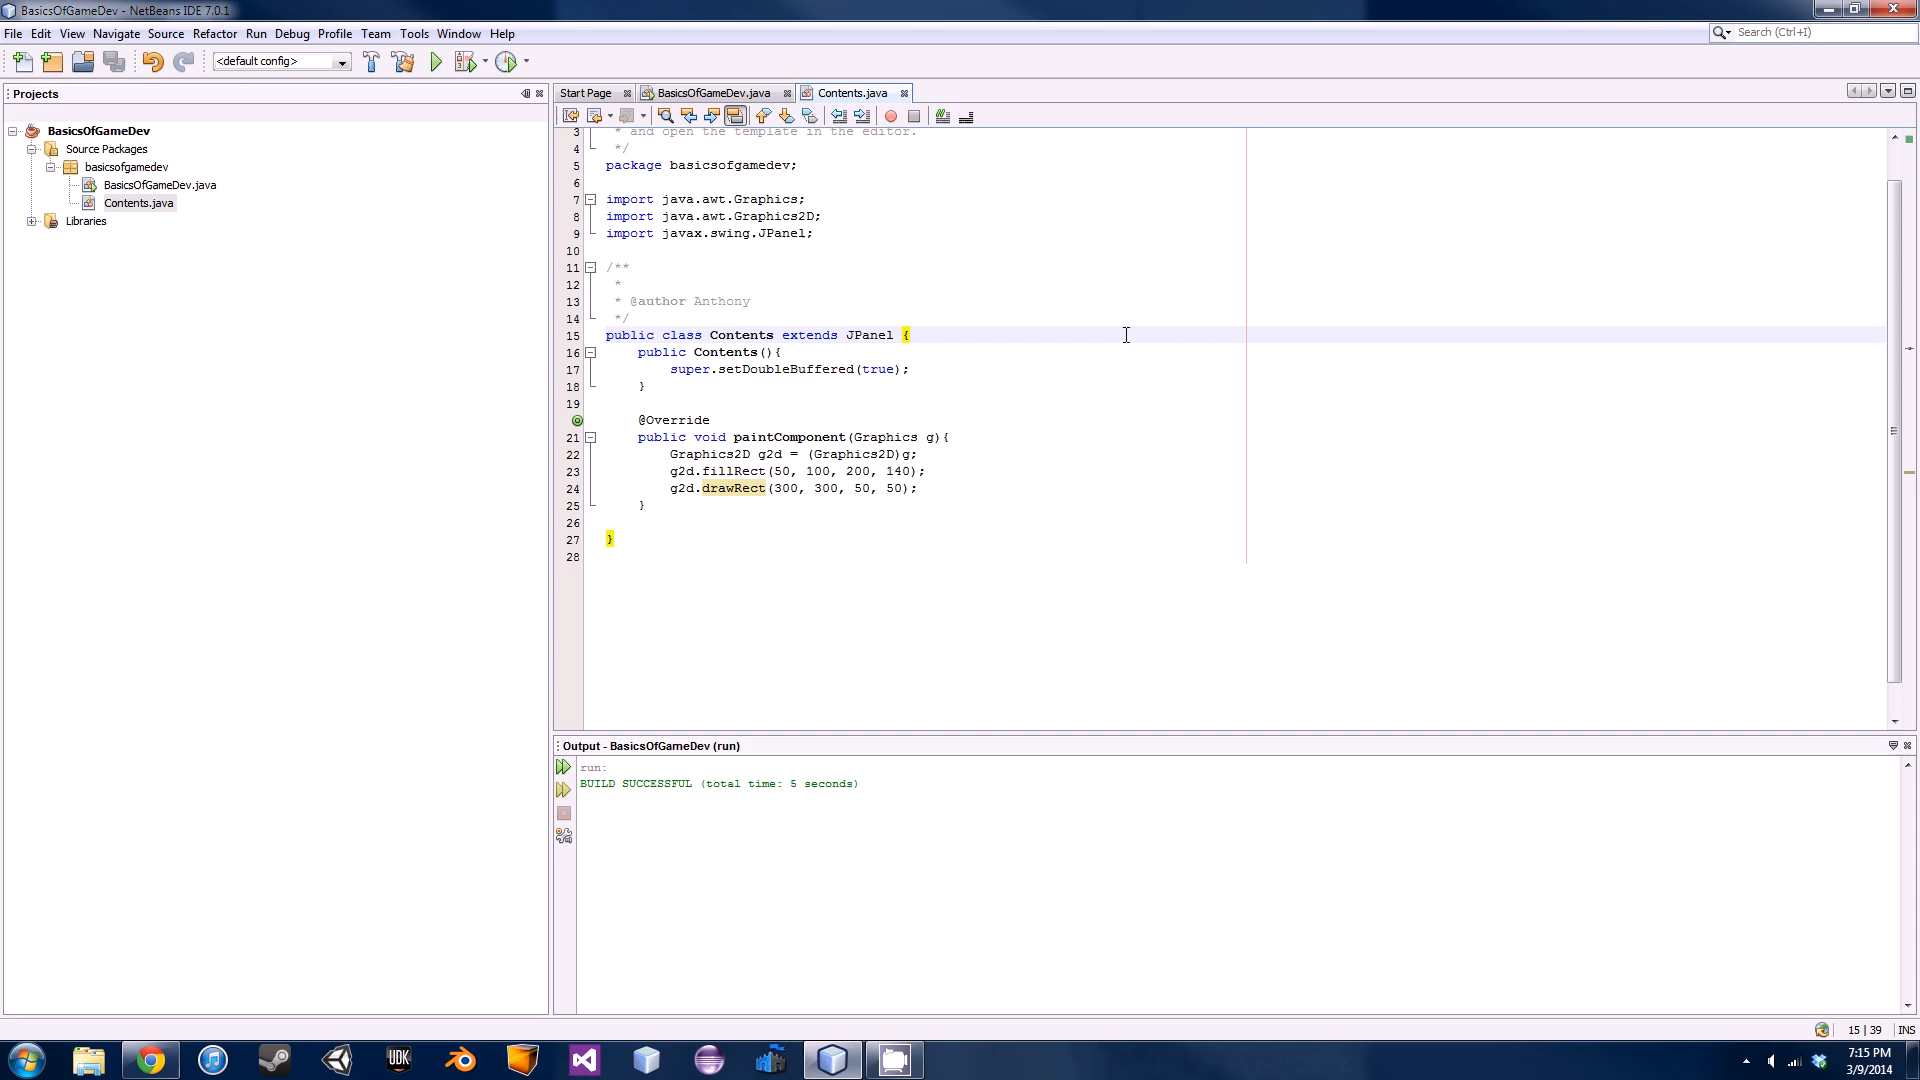 BasicsOfGameDev - NetBeans IDE 7.0.1
File Edit View Navigate Source Refactor Run Debug Profile Team Tools Window Help
Search (Ctrl+I)
<default config>
Projects
Start Page BasicsOfGameDev.java Contents.java
BasicsOfGameDev
Source Packages
basicsofgamedev
BasicsOfGameDev.java
Contents.java
Libraries
3 * and open the template in the editor.
4 */
5 package basicsofgamedev;
6
7 import java.awt.Graphics;
8 import java.awt.Graphics2D;
9 import javax.swing.JPanel;
10
11 /**
12 *
13 * @author Anthony
14 */
15 public class Contents extends JPanel {
16 public Contents(){
17 super.setDoubleBuffered(true);
18 }
19
@Override
21 public void paintComponent(Graphics g){
22 Graphics2D g2d = (Graphics2D)g;
23 g2d.fillRect(50, 100, 200, 140);
24 g2d.drawRect(300, 300, 50, 50);
25 }
26
27 }
28
Output - BasicsOfGameDev (run)
run:
BUILD SUCCESSFUL (total time: 5 seconds)
15 | 39 INS
UDK
7:15 PM
3/9/2014